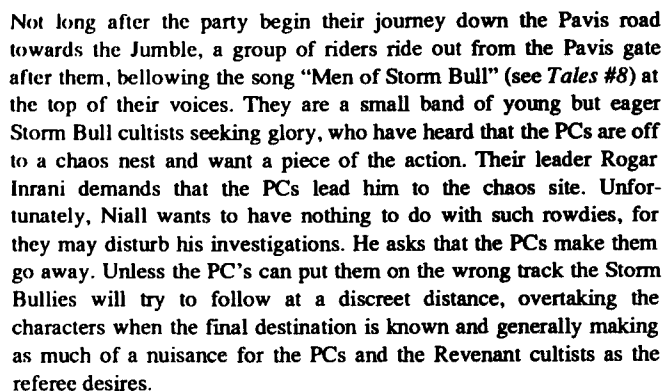 Not long after the party begin their journey down the Pavis road
towards the Jumble, a group of riders ride out from the Pavis gate
after them, bellowing the song “Men of Storm Bull” (see Tales #8) at
the top of their voices. They are a small band of young but eager
Storm Bull cultists seeking glory, who have heard that the PCs are off
to a chaos nest and want a piece of the action. Their leader Rogar
Inrani demands that the PCs lead him to the chaos site. Unfor-
tunately, Niall wants to have nothing to do with such rowdies, for
they may disturb his investigations. He asks that the PCs make them
go away. Unless the PC’s can put them on the wrong track the Storm
Bullies will try to follow at a discreet distance, overtaking the
characters when the final destination is known and generally making
as much of a nuisance for the PCs and the Revenant cultists as the
referee desires.